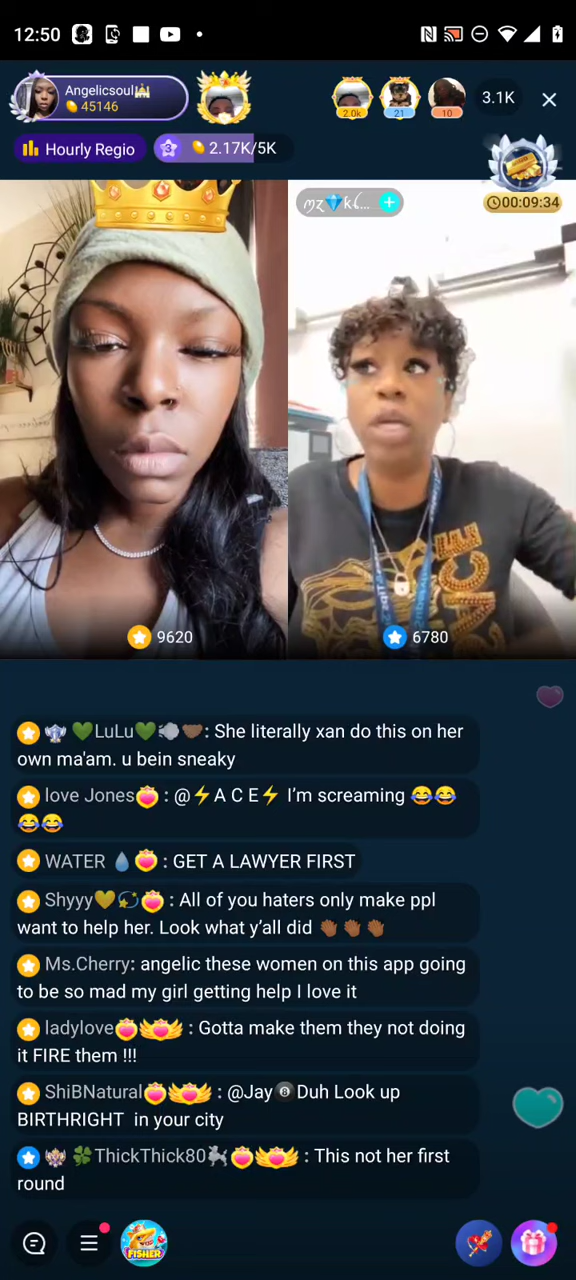 12:50
Angelicsoul
45146
2.0k
21
10
3.1K
Hourly Regio
3
2.17K/5K
00:09:34
9620
6780
💚LuLu💚💨🤎: She literally xan do this on her
own ma'am. u bein sneaky
love Jones : @⚡A C E⚡ I’m screaming 😂😂
😂😂
WATER 💧 : GET A LAWYER FIRST
Shyyy💛💫 : All of you haters only make ppl
want to help her. Look what y’all did 👏🏾👏🏾👏🏾
Ms.Cherry: angelic these women on this app going
to be so mad my girl getting help I love it
ladylove : Gotta make them they not doing
it FIRE them !!!
ShiBNatural : @Jay🎱Duh Look up
BIRTHRIGHT in your city
🍀ThickThick80 : This not her first
round
FISHER